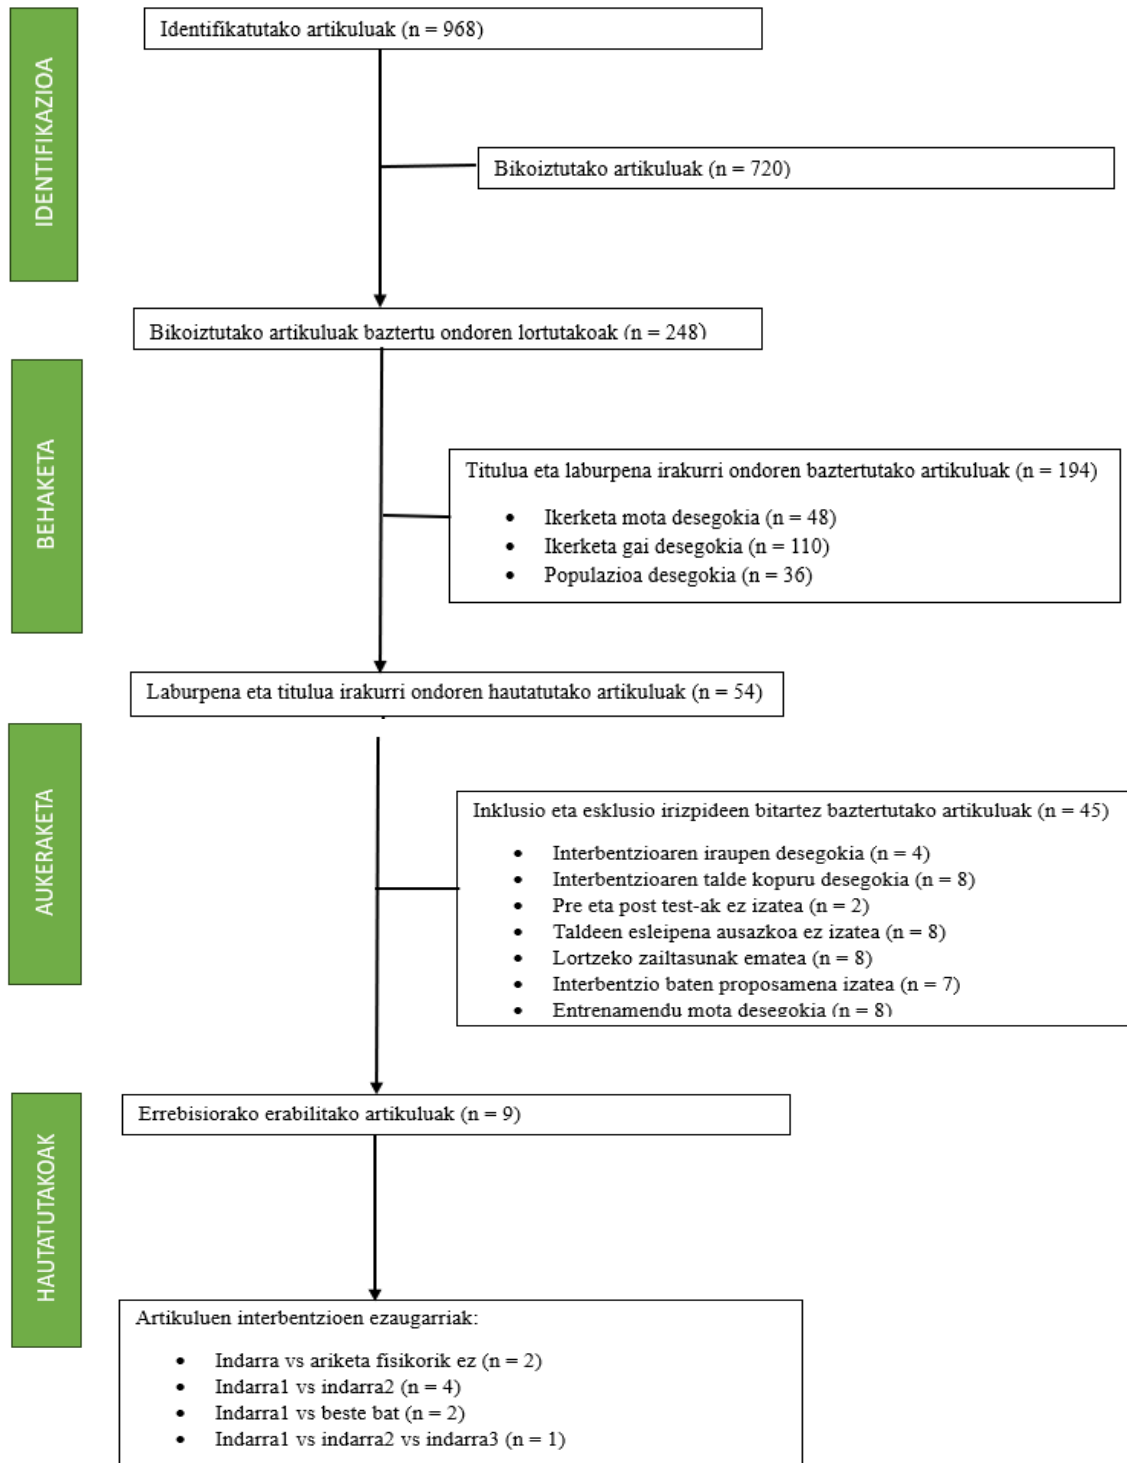 IDENTIFIKAZIOA
Identifikatutako artikuluak (n = 968)
Bikoiztutako artikuluak (n = 720)
Bikoiztutako artikuluak baztertu ondoren lortutakoak (n = 248)
BEHAKETA
Titulua eta laburpena irakurri ondoren baztertutako artikuluak (n = 194)
• Ikerketa mota desegokia (n = 48)
• Ikerketa gai desegokia (n = 110)
• Populazioa desegokia (n = 36)
Laburpena eta titulua irakurri ondoren hautatutako artikuluak (n = 54)
AUKERAKETA
Inklusio eta esklusio irizpideen bitartez baztertutako artikuluak (n = 45)
• Interbentzioaren iraupen desegokia (n = 4)
• Interbentzioaren talde kopuru desegokia (n = 8)
• Pre eta post test-ak ez izatea (n = 2)
• Taldeen esleipena ausazkoa ez izatea (n = 8)
• Lortzeko zailtasunak ematea (n = 8)
• Interbentzio baten proposamena izatea (n = 7)
• Entrenamendu mota desegokia (n = 8)
HAUTATUTAKOAK
Errebisiorako erabilitako artikuluak (n = 9)
Artikuluen interbentzioen ezaugarriak:
• Indarra vs ariketa fisikorik ez (n = 2)
• Indarra1 vs indarra2 (n = 4)
• Indarra1 vs beste bat (n = 2)
• Indarra1 vs indarra2 vs indarra3 (n = 1)